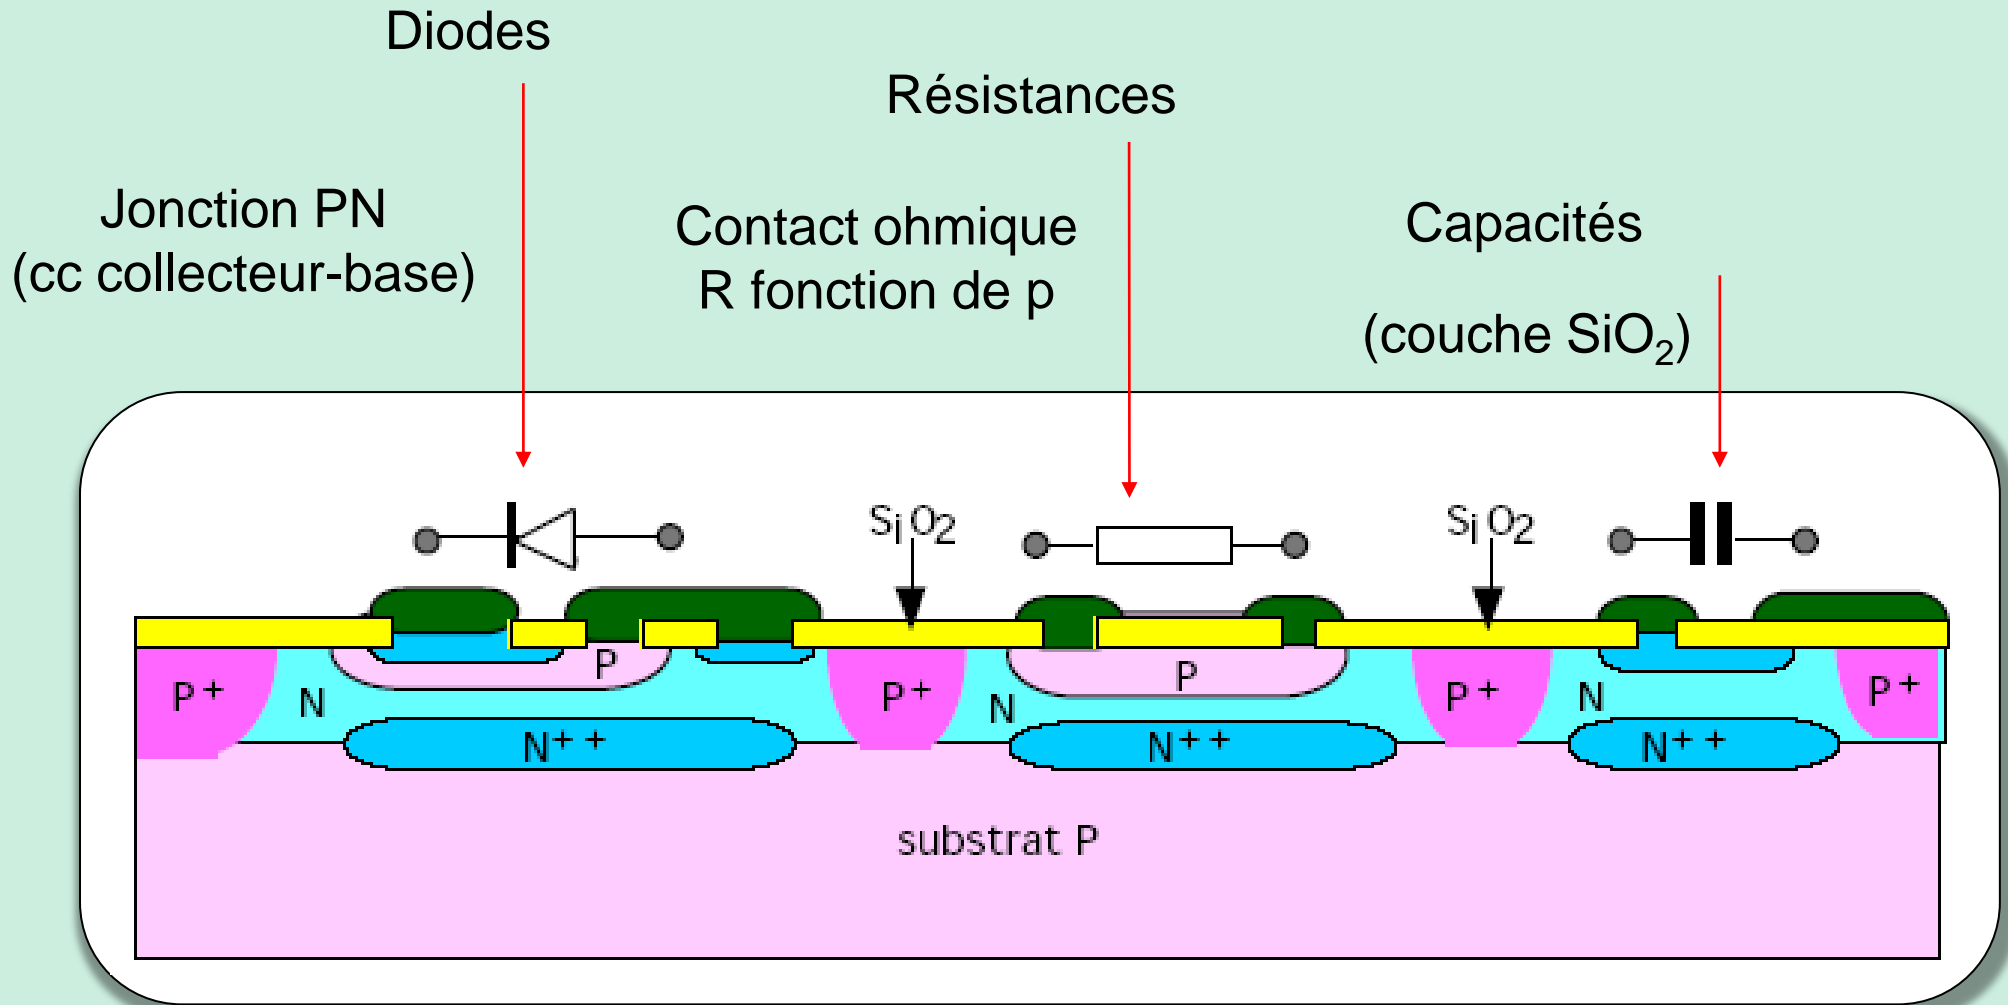 Diodes
Résistances
Jonction PN
(cc collecteur-base)
Contact ohmique
R fonction de p
Capacités
(couche SiO₂)
SiO2
SiO2
P+
N
P
P+
N
P
P+
N
P+
N++
N++
N++
substrat P